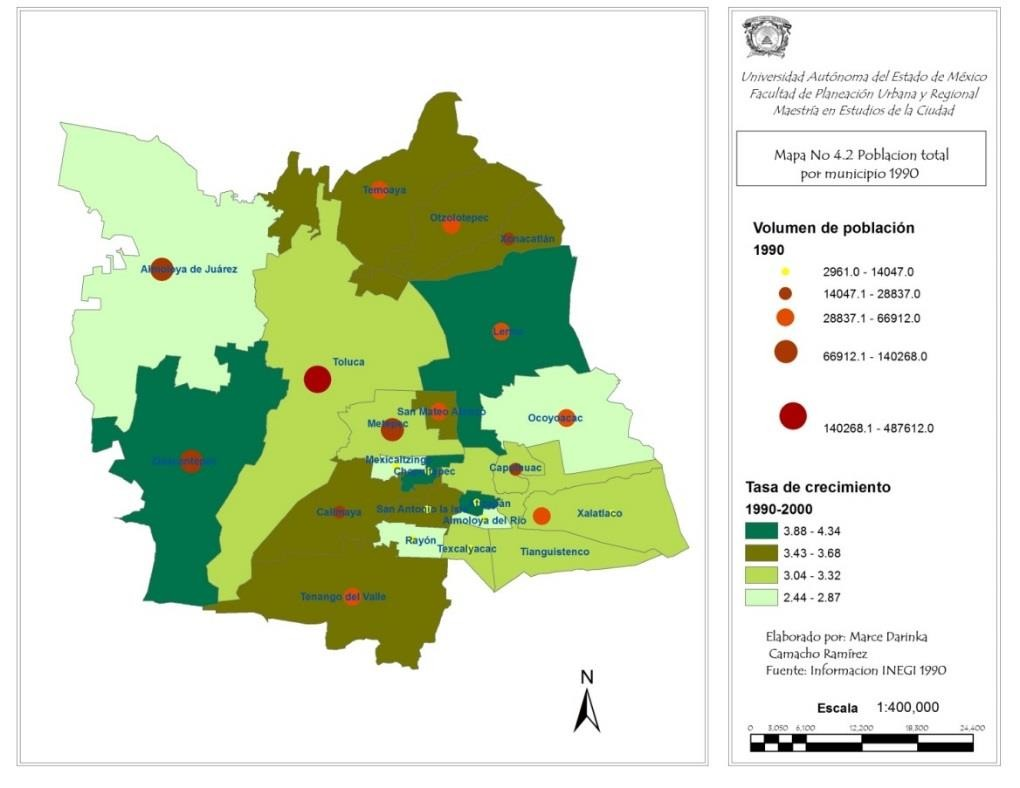 Temoaya
Otzolotepec
Xonacatlán
Almoloya de Juárez
Lerma
Toluca
San Mateo Atenco
Ocoyoacac
Metepec
Zinacantepec
Mexicaltzingo
Chapultepec
Capulhuac
Calimaya
San Antonio la Isla
Almoloya del Río
Xalatlaco
Rayón
Texcalyacac
Tianguistenco
Tenango del Valle
N
Universidad Autónoma del Estado de México
Facultad de Planeación Urbana y Regional
Maestría en Estudios de la Ciudad
Mapa No 4.2 Poblacion total
por municipio 1990
Volumen de población
1990
2961.0 - 14047.0
14047.1 - 28837.0
28837.1 - 66912.0
66912.1 - 140268.0
140268.1 - 487612.0
Tasa de crecimiento
1990-2000
3.88 - 4.34
3.43 - 3.68
3.04 - 3.32
2.44 - 2.87
Elaborado por: Marce Darinka
Camacho Ramírez
Fuente: Informacion INEGI 1990
Escala 1:400,000
0 3,050 6,100 12,200 18,300 24,400